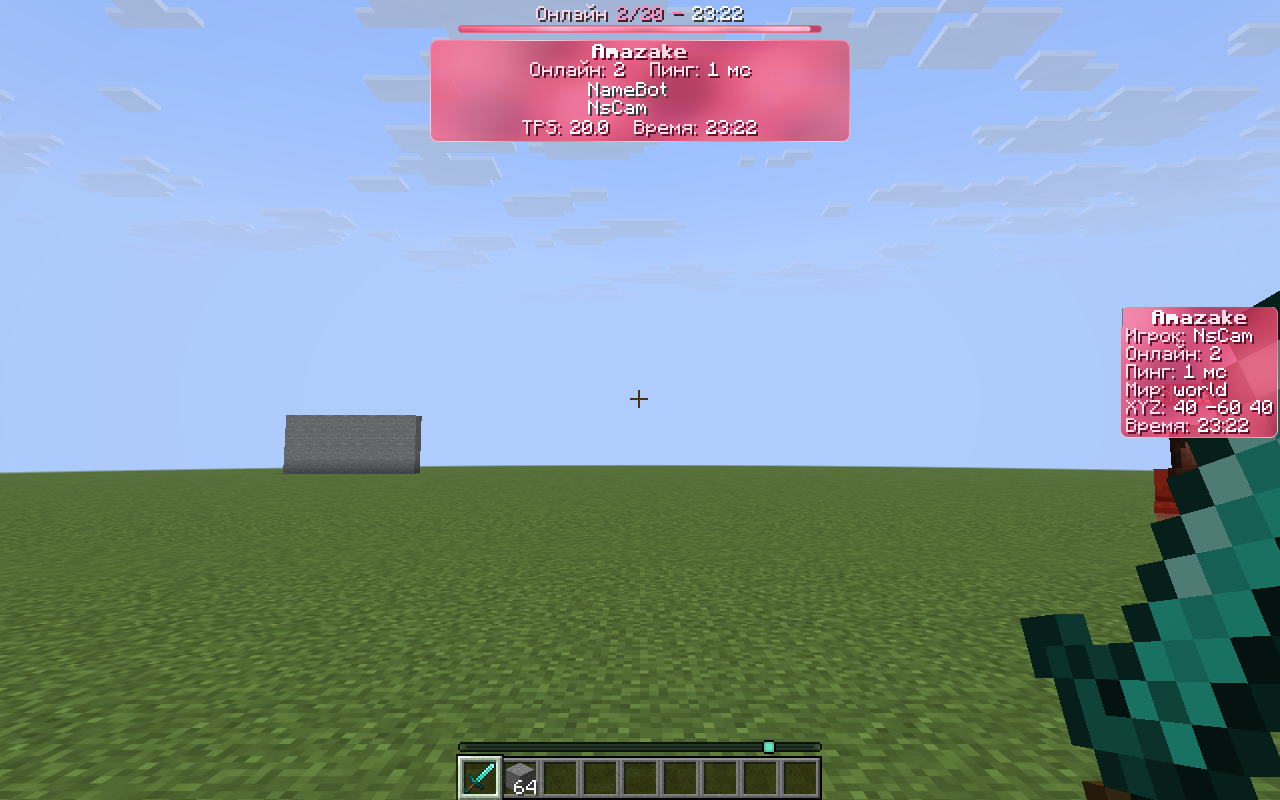 Онлайн 2/20 - 23:22
Amazake
Онлайн: 2 Пинг: 1 мс
NameBot
NsCam
TPS: 20.0 Время: 23:22
Amazake
Игрок: NsCam
Онлайн: 2
Пинг: 1 мс
Мир: world
XYZ: 40 -60 40
Время: 23:22
64